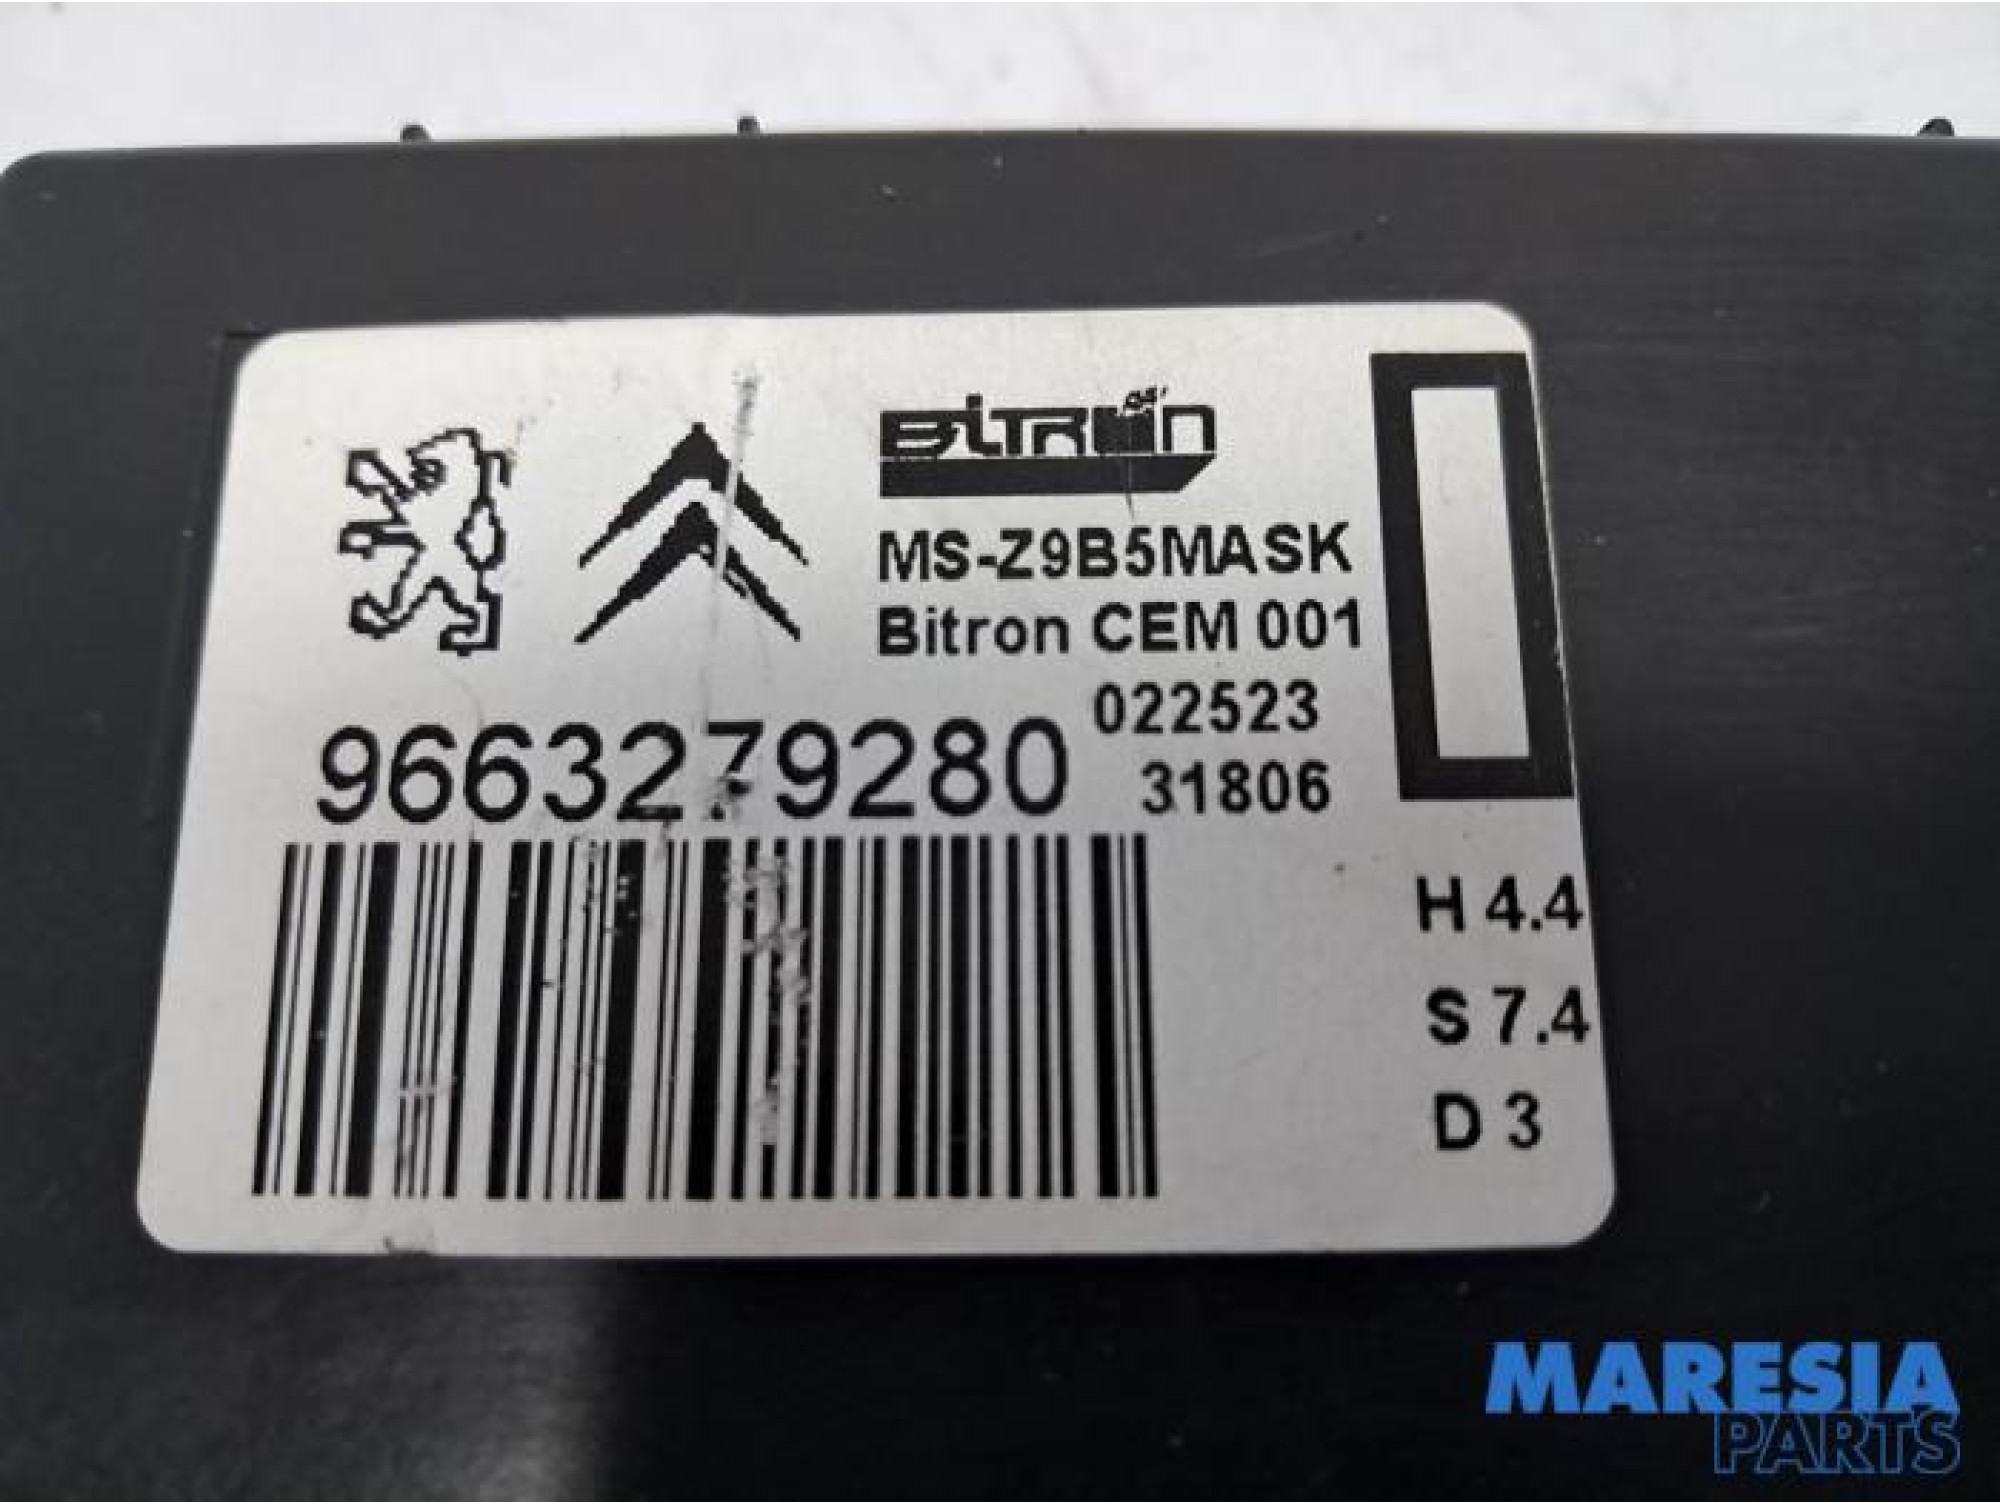 BiTRON
MS-Z9B5MASK
Bitron CEM 001
022523
9663279280
31806
H 4.4
S 7.4
D 3
MARESIA
PARTS